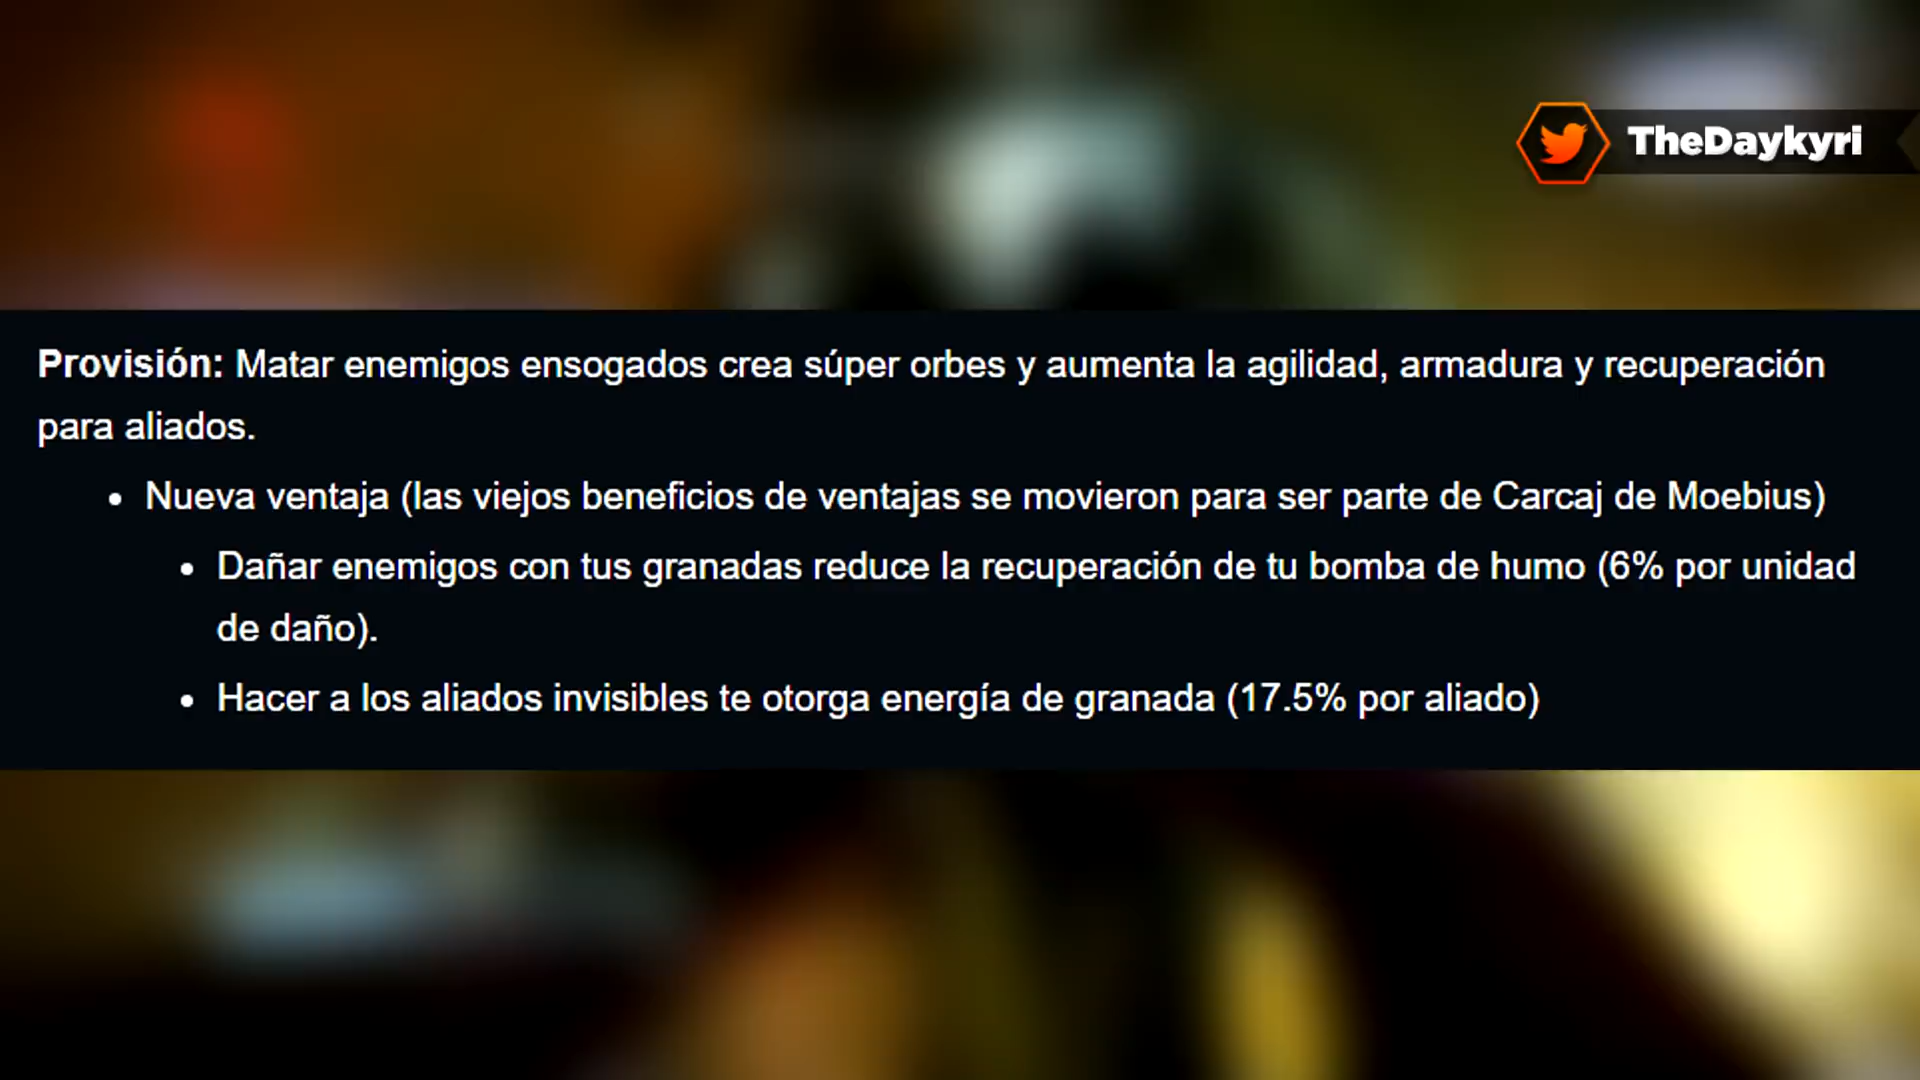 TheDaykyri
Provisión: Matar enemigos ensogados crea súper orbes y aumenta la agilidad, armadura y recuperación
para aliados.
• Nueva ventaja (las viejos beneficios de ventajas se movieron para ser parte de Carcaj de Moebius)
• Dañar enemigos con tus granadas reduce la recuperación de tu bomba de humo (6% por unidad
de daño).
• Hacer a los aliados invisibles te otorga energía de granada (17.5% por aliado)